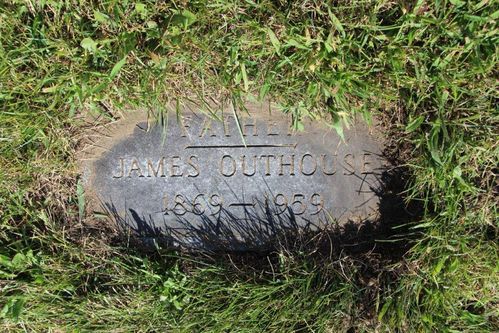 FATHER
JAMES OUTHOUSE
1869 — 1959